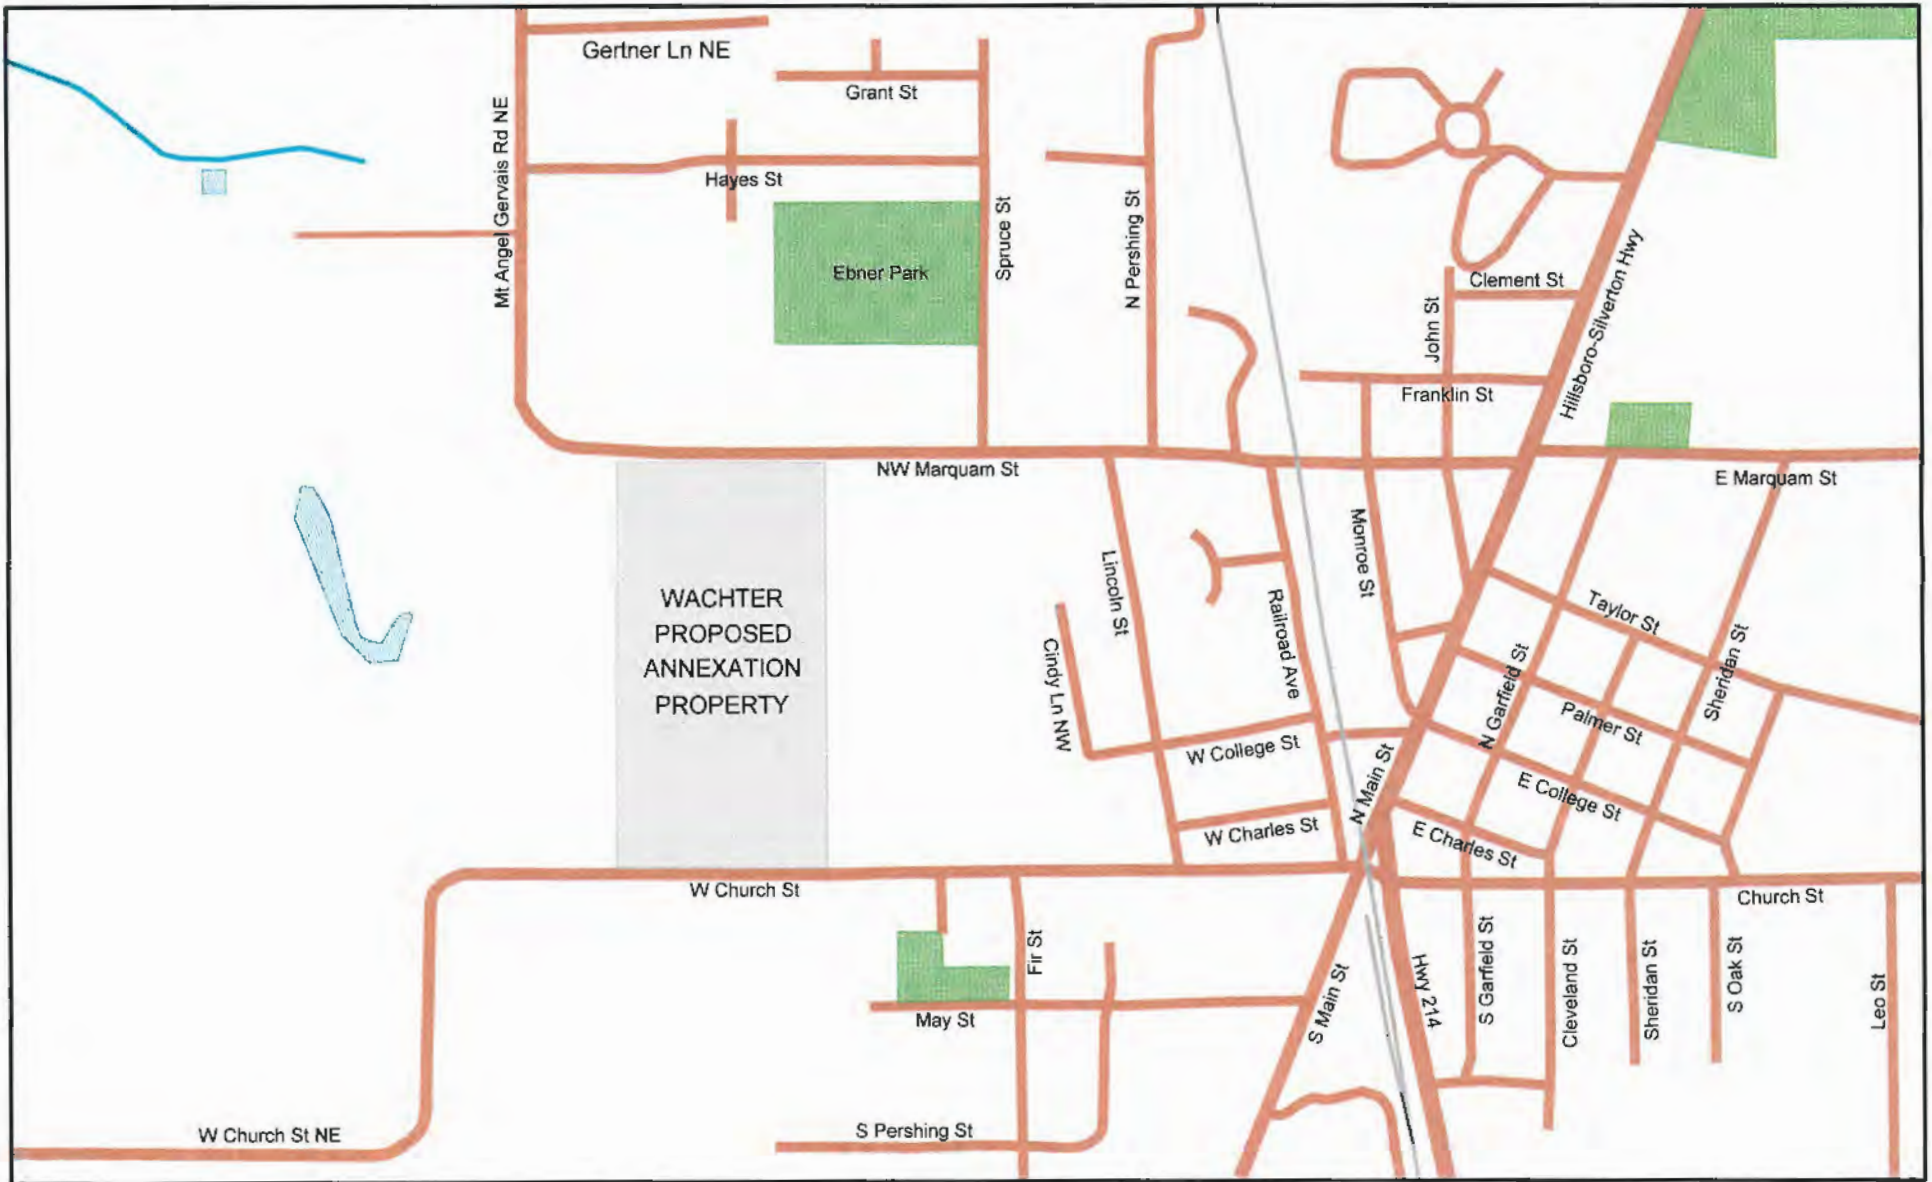 Gertner Ln NE
Grant St
Mt Angel Gervais Rd NE
Hayes St
Spruce St
N Pershing St
Ebner Park
Clement St
John St
Hillsboro-Silverton Hwy
Franklin St
NW Marquam St
E Marquam St
WACHTER
PROPOSED
ANNEXATION
PROPERTY
Lincoln St
Monroe St
Railroad Ave
Cindy Ln NW
Taylor St
Sheridan St
N Garfield St
Palmer St
W College St
N Main St
E College St
W Charles St
E Charles St
W Church St
Church St
Fir St
S Main St
Hwy 214
S Garfield St
Cleveland St
Sheridan St
S Oak St
Leo St
May St
W Church St NE
S Pershing St